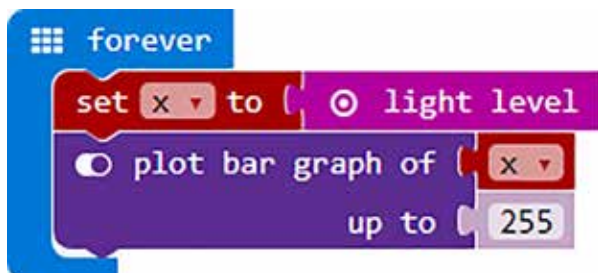 forever
set x to light level
plot bar graph of x
up to 255